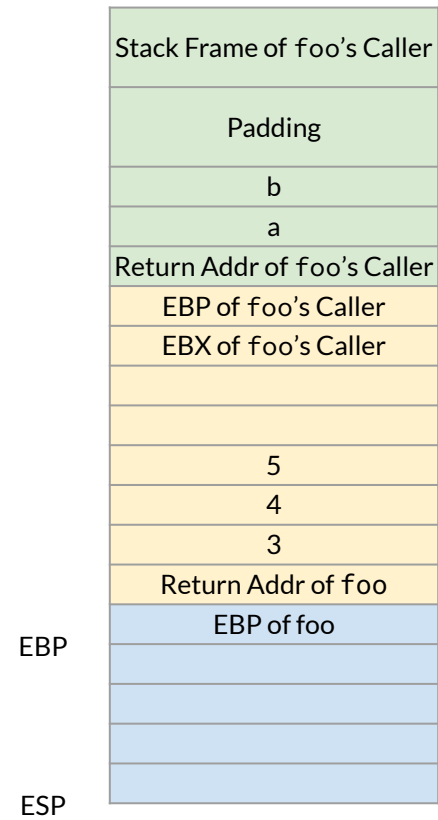 Stack Frame of foo's Caller
Padding
b
a
Return Addr of foo's Caller
EBP of foo's Caller
EBX of foo's Caller
5
4
3
Return Addr of foo
EBP of foo
EBP
ESP